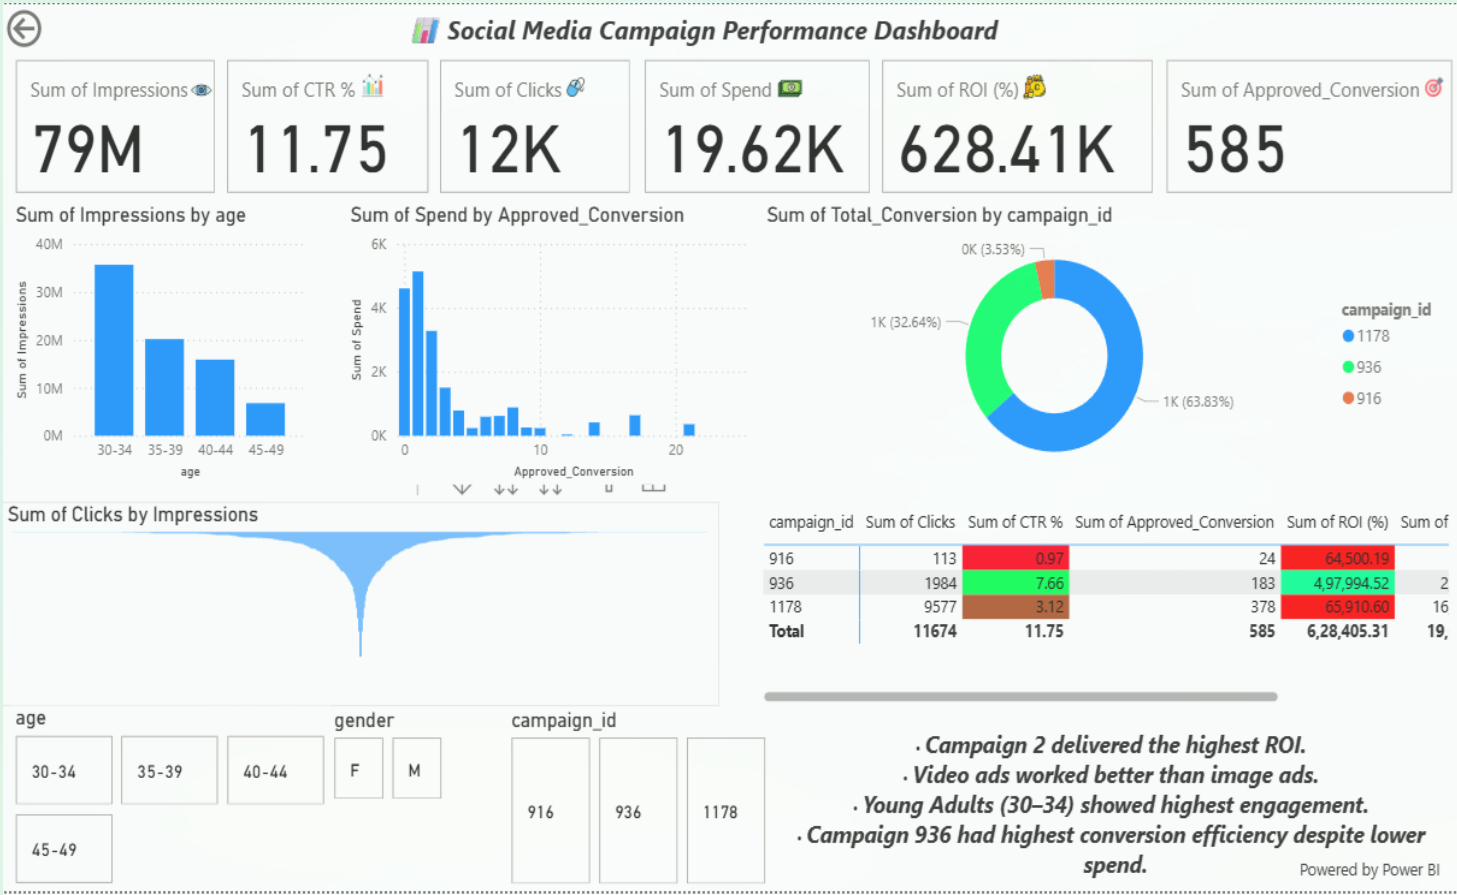 Social Media Campaign Performance Dashboard
Sum of Impressions
79M
Sum of CTR %
11.75
Sum of Clicks
12K
Sum of Spend
19.62K
Sum of ROI (%)
628.41K
Sum of Approved_Conversion
585
Sum of Impressions by age
40M
30M
20M
10M
0M
Sum of Impressions
30-34 35-39 40-44 45-49
age
Sum of Spend by Approved_Conversion
6K
4K
2K
0K
Sum of Spend
0 10 20
Approved_Conversion
Sum of Total_Conversion by campaign_id
0K (3.53%)
1K (32.64%)
1K (63.83%)
campaign_id
1178
936
916
Sum of Clicks by Impressions
campaign_id Sum of Clicks Sum of CTR % Sum of Approved_Conversion Sum of ROI (%) Sum of
916 113 0.97 24 64,500.19
936 1984 7.66 183 4,97,994.52 2
1178 9577 3.12 378 65,910.60 16
Total 11674 11.75 585 6,28,405.31 19,
age
30-34 35-39 40-44
45-49
gender
F M
campaign_id
916 936 1178
· Campaign 2 delivered the highest ROI.
· Video ads worked better than image ads.
· Young Adults (30–34) showed highest engagement.
· Campaign 936 had highest conversion efficiency despite lower
spend.
Powered by Power BI